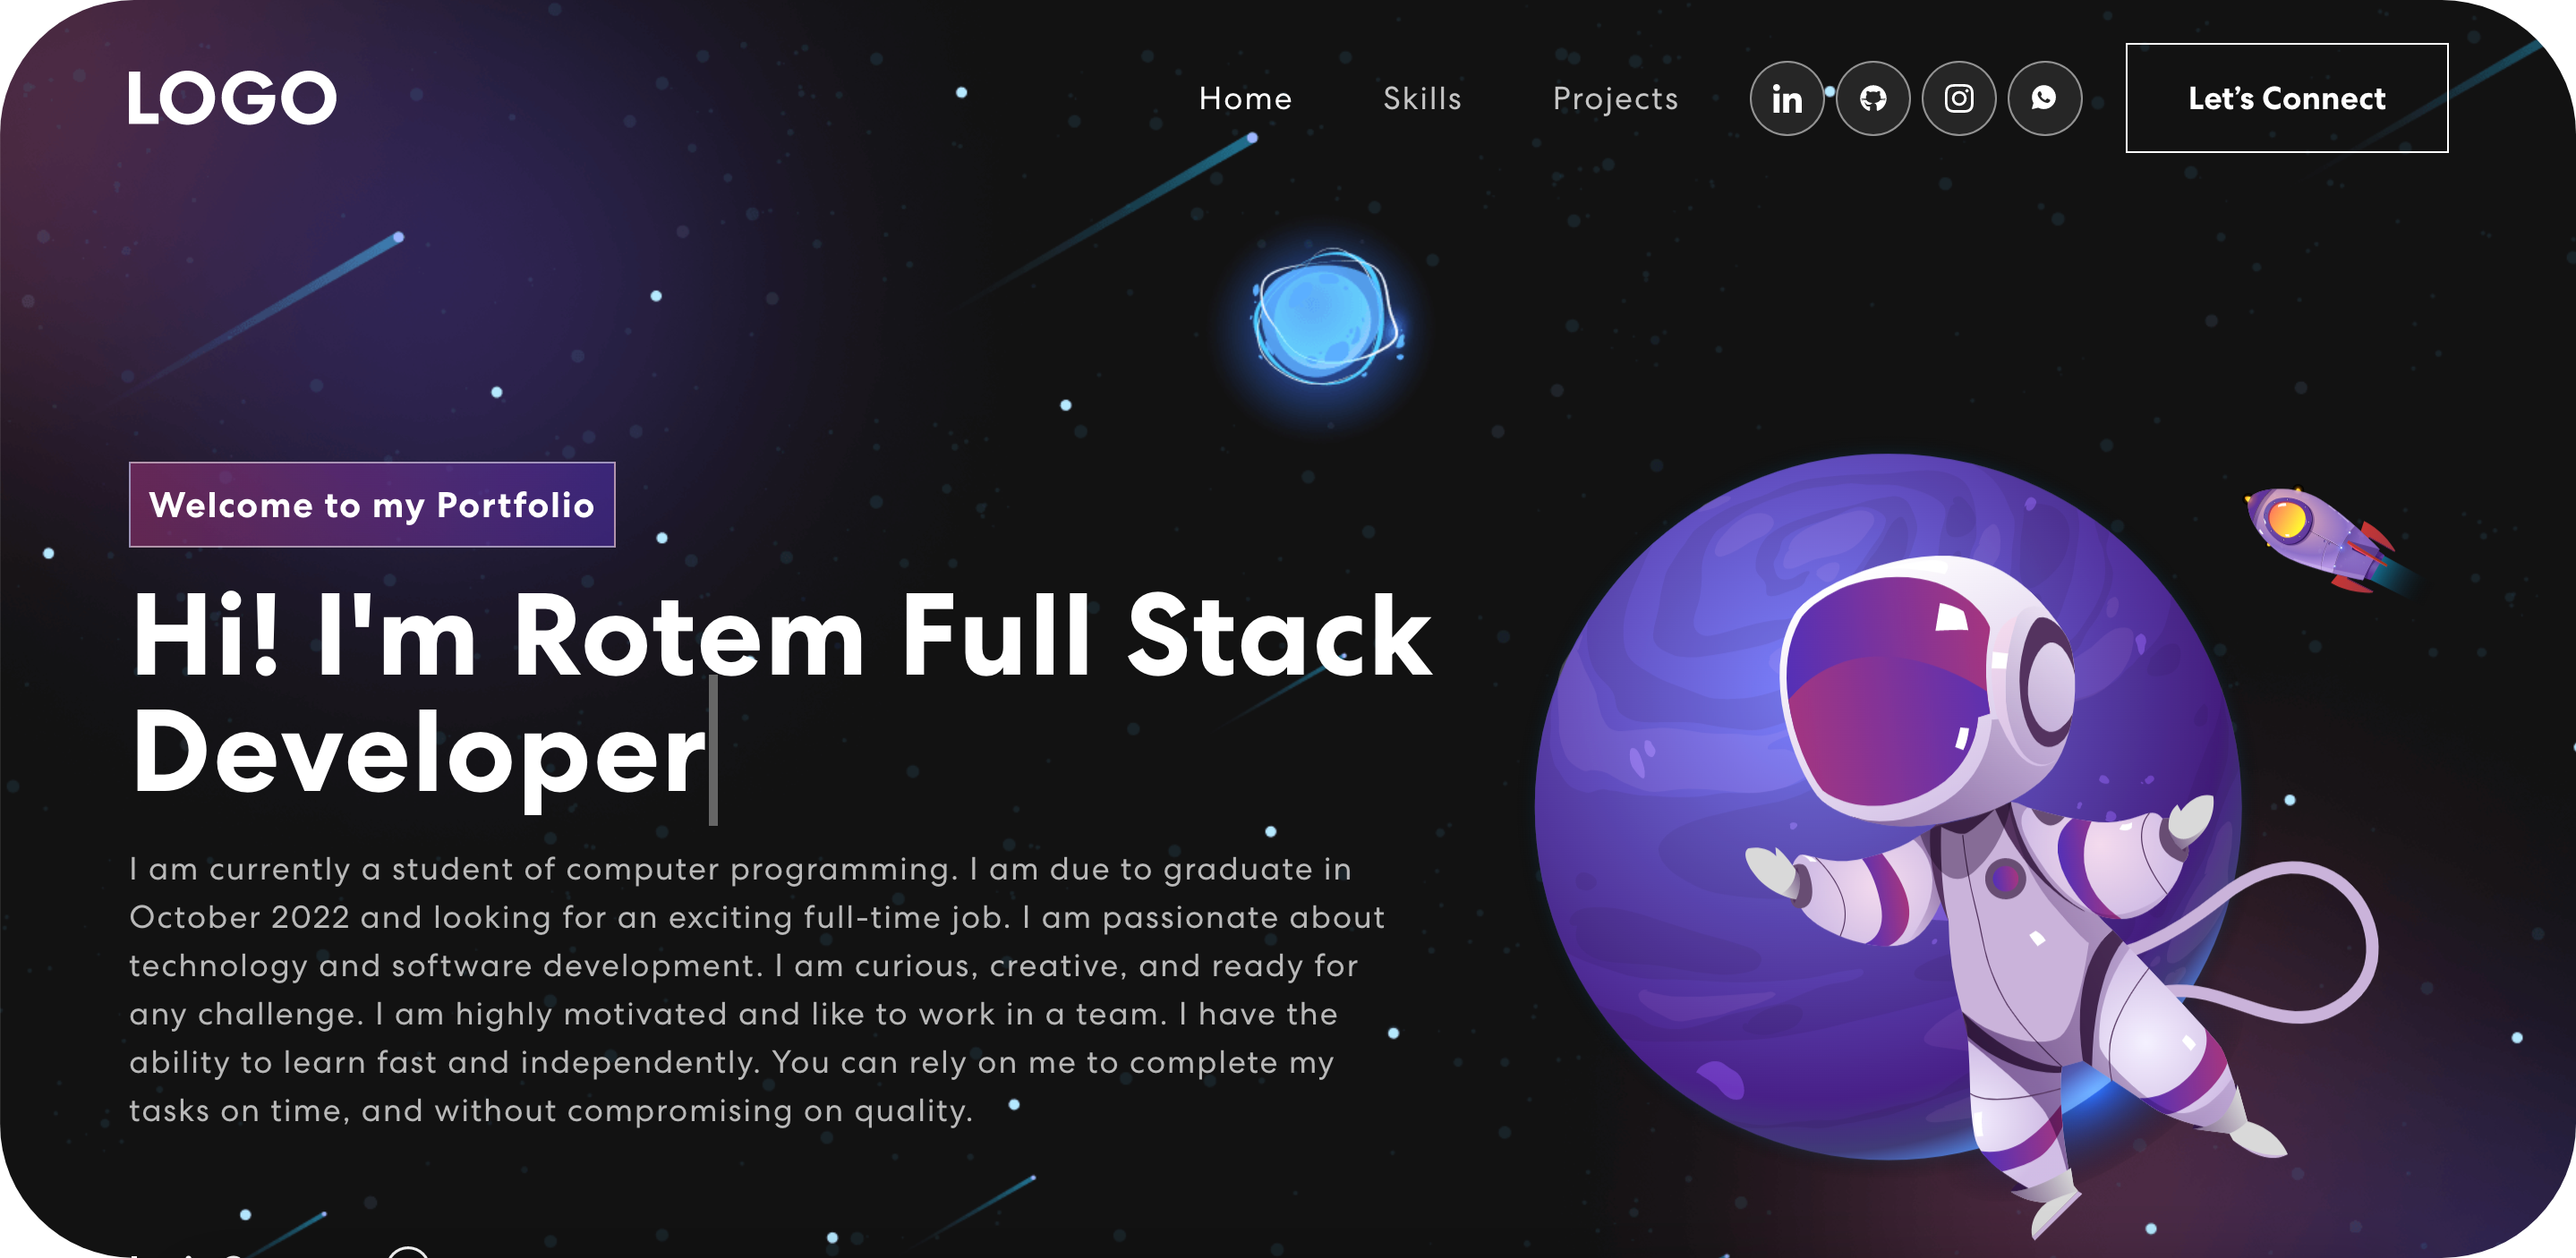 LOGO
Home
Skills
Projects
in
Let’s Connect
Welcome to my Portfolio
Hi! I'm Rotem Full Stack
Developer
I am currently a student of computer programming. I am due to graduate in
October 2022 and looking for an exciting full-time job. I am passionate about
technology and software development. I am curious, creative, and ready for
any challenge. I am highly motivated and like to work in a team. I have the
ability to learn fast and independently. You can rely on me to complete my
tasks on time, and without compromising on quality.